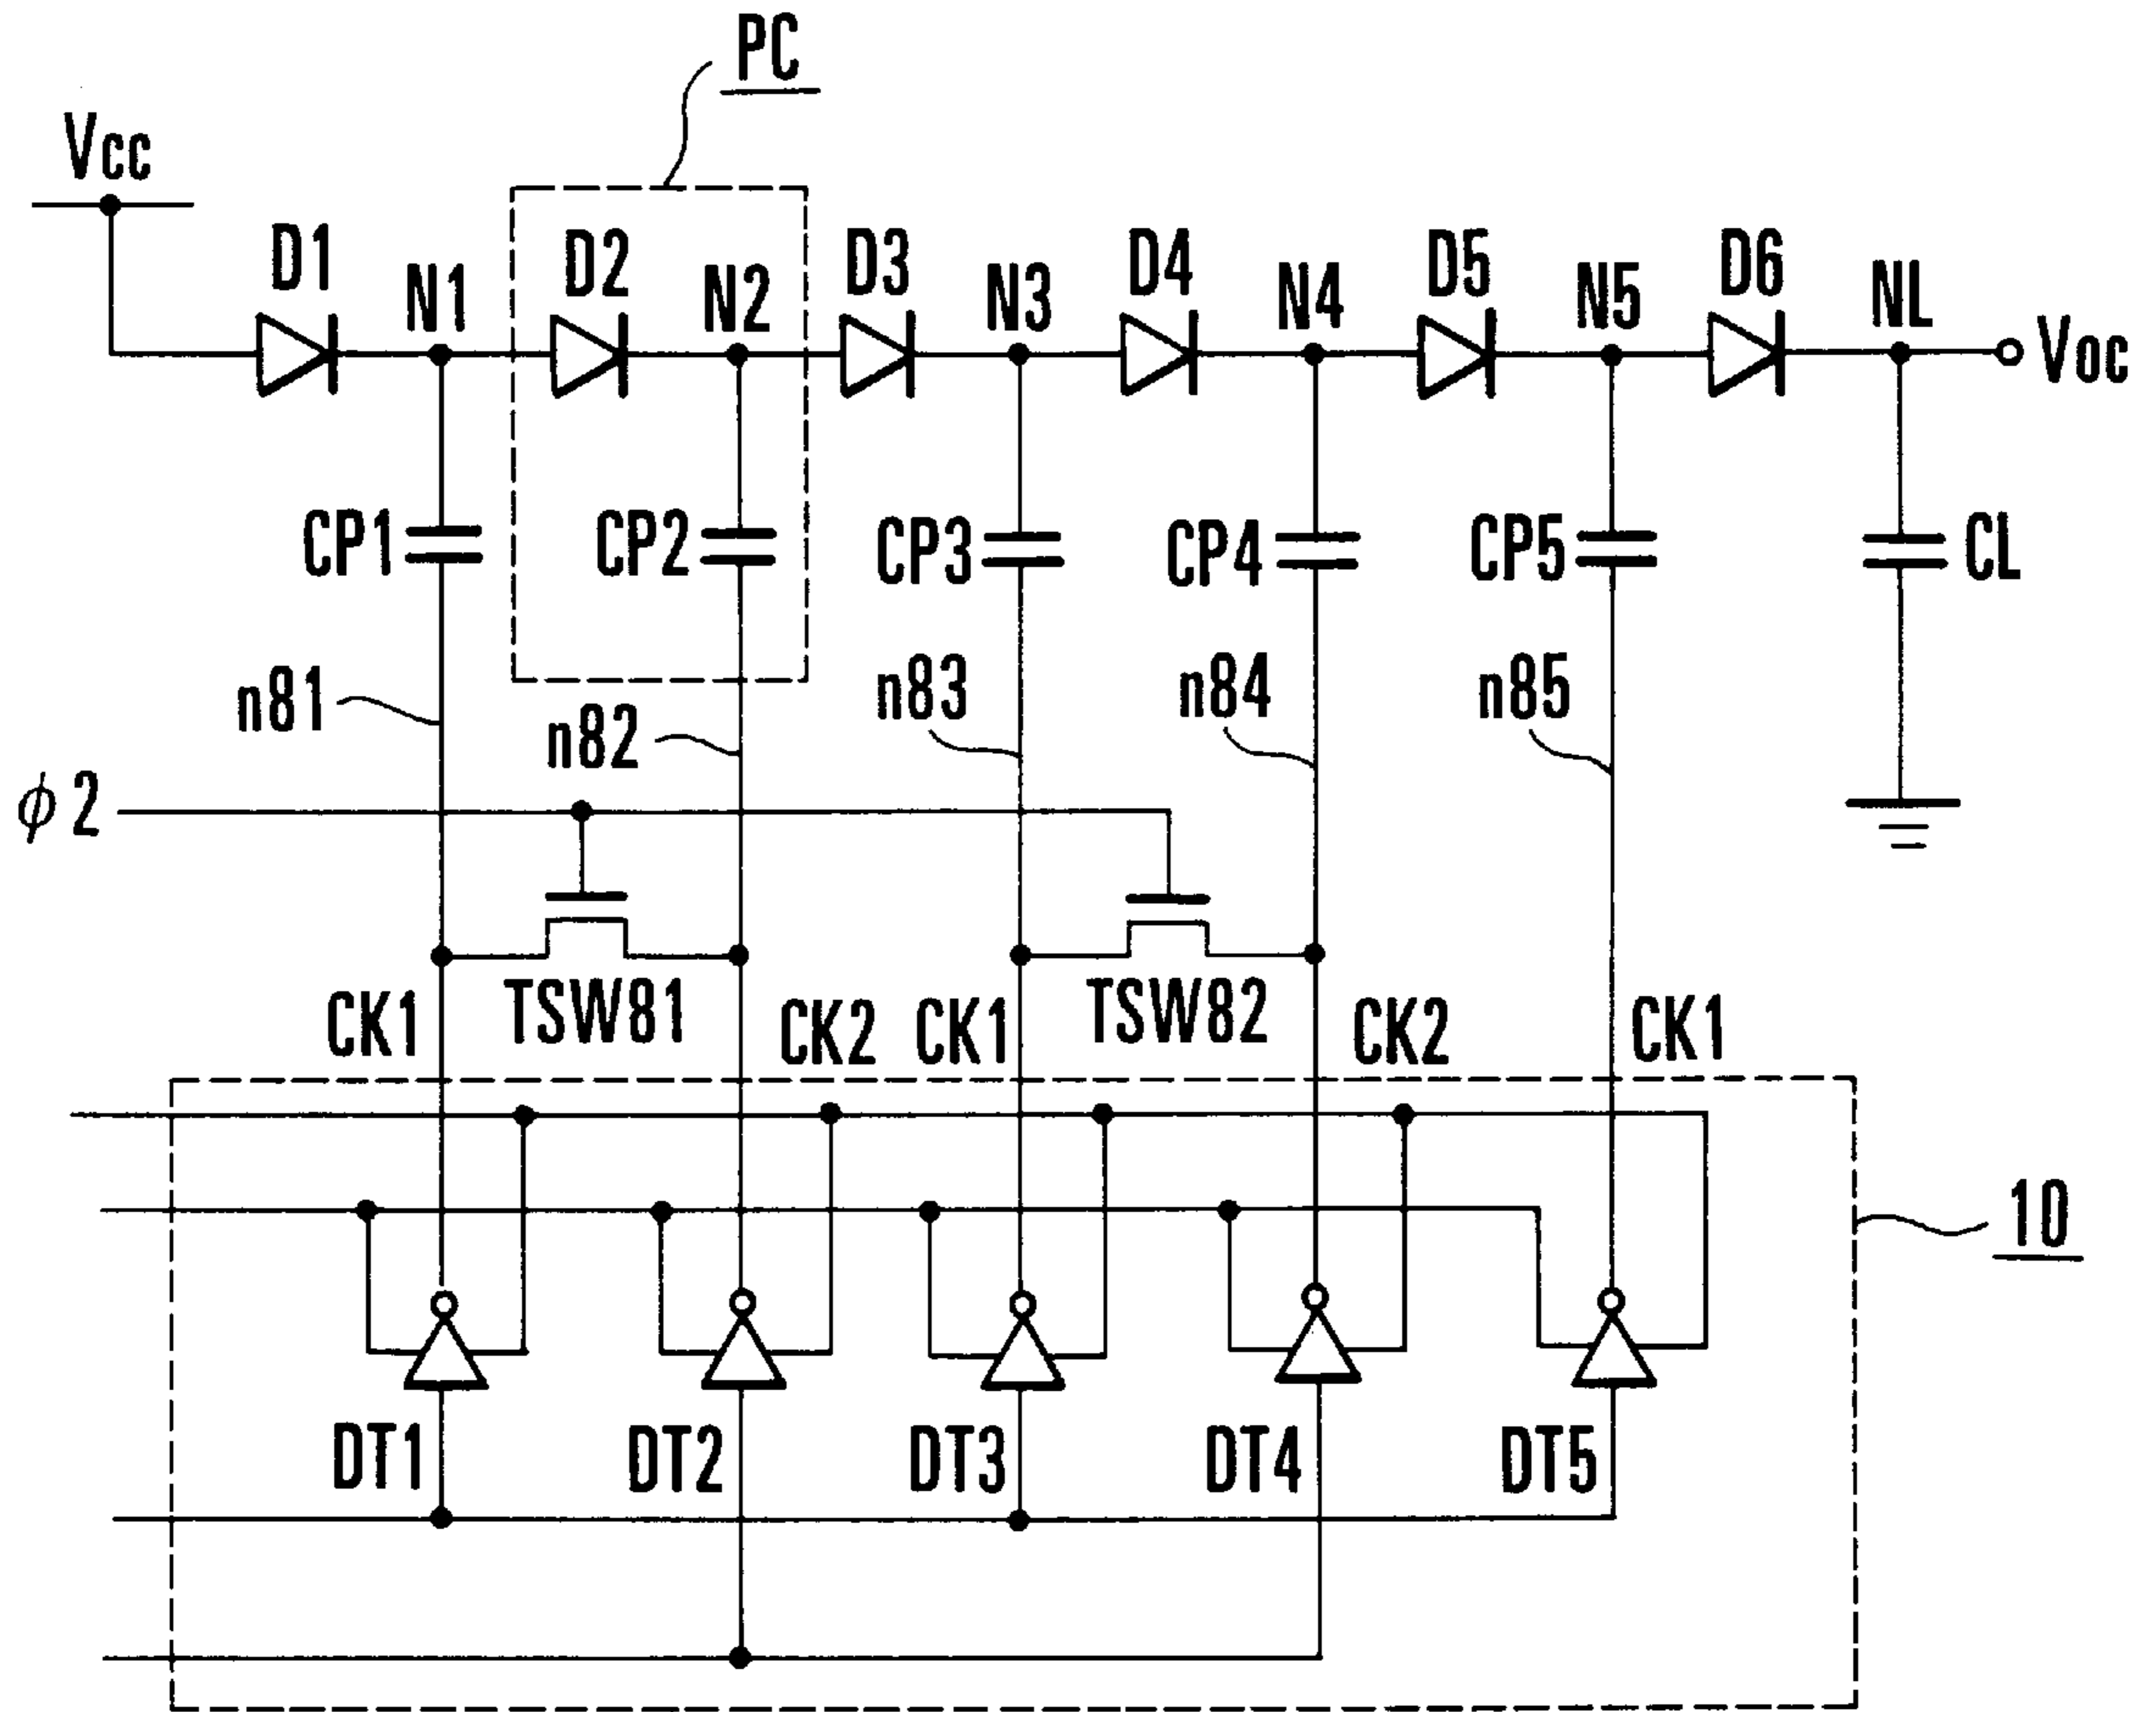 PC
Vcc
D1 N1 D2 N2 D3 N3 D4 N4 D5 N5 D6 NL Voc
CP1 CP2 CP3 CP4 CP5 CL
n81 n82 n83 n84 n85
ϕ2
CK1 TSW81 CK2 CK1 TSW82 CK2 CK1
10
DT1 DT2 DT3 DT4 DT5